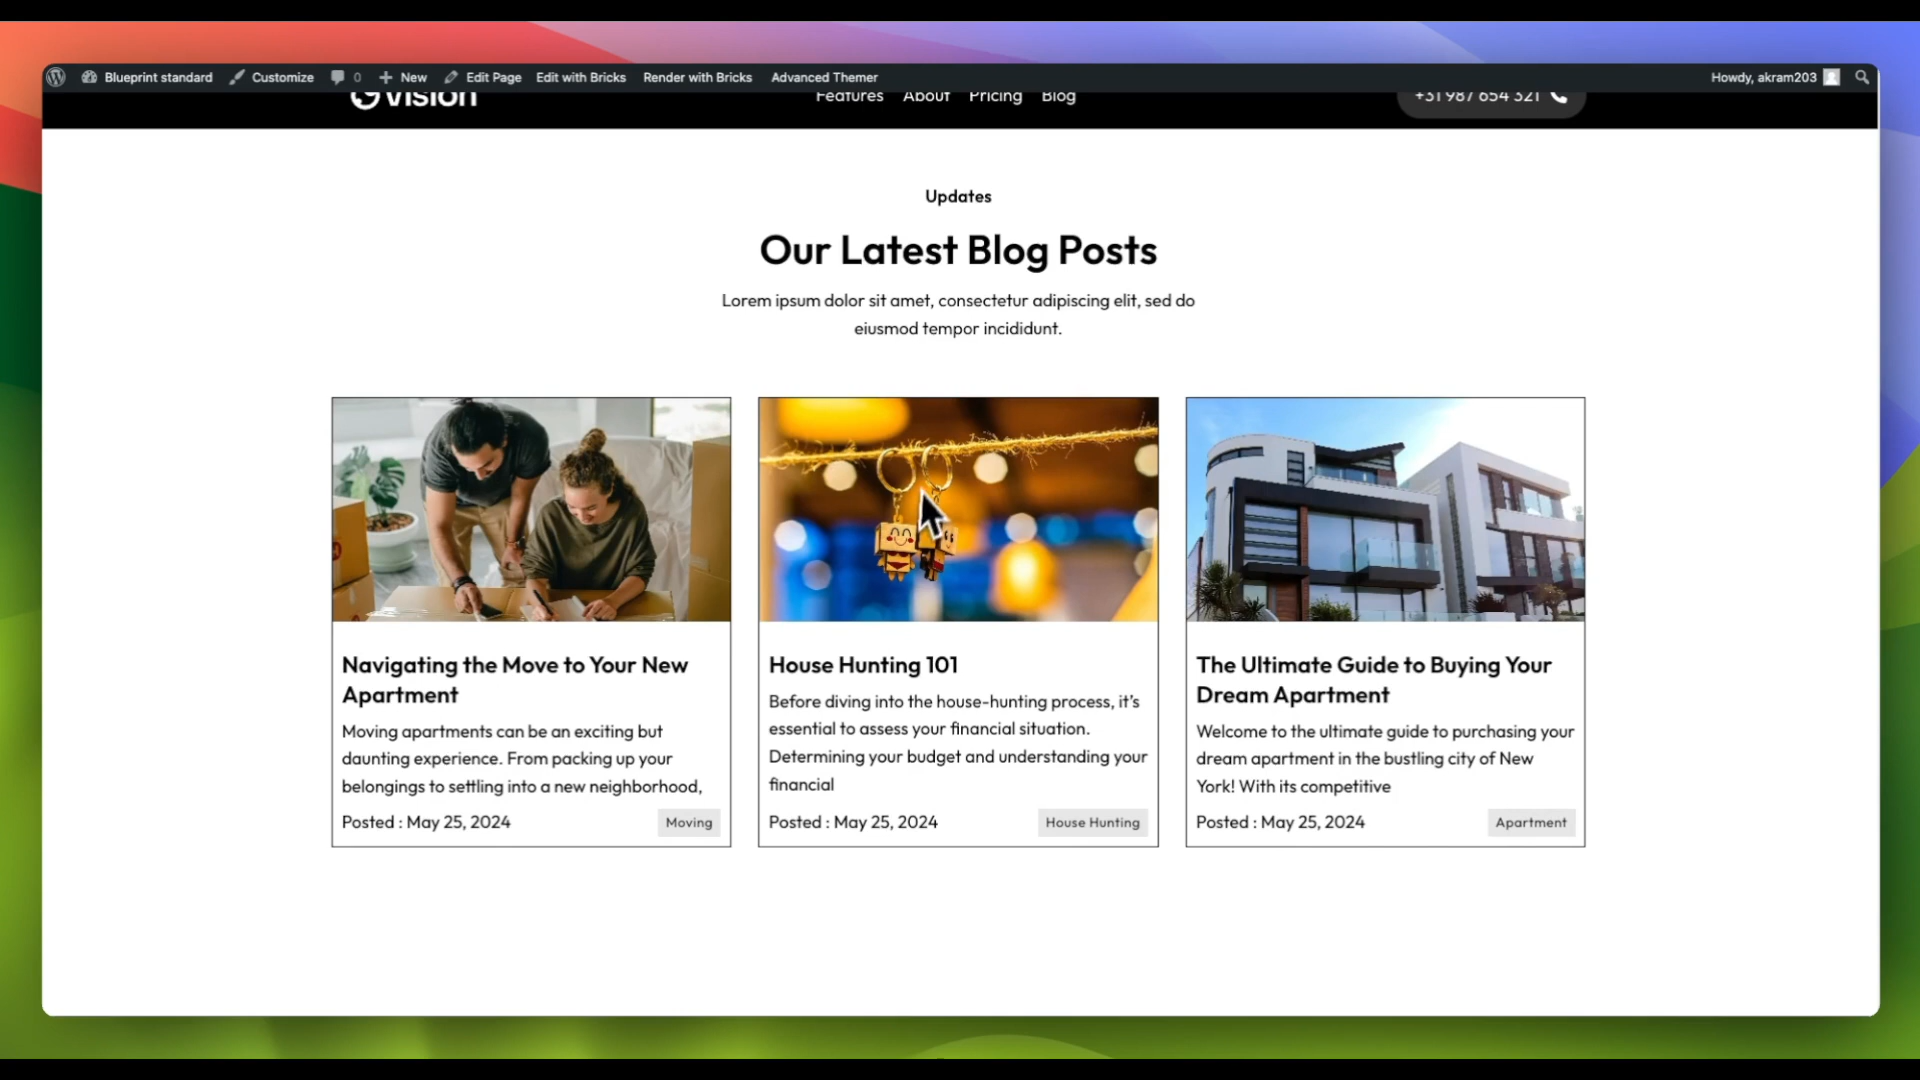 Blueprint standard Customize 0 New Edit Page Edit with Bricks Render with Bricks Advanced Themer Howdy, akram203
vision Features About Pricing Blog +31 987 654 321
Updates
Our Latest Blog Posts
Lorem ipsum dolor sit amet, consectetur adipiscing elit, sed do
eiusmod tempor incididunt.
Navigating the Move to Your New
Apartment
Moving apartments can be an exciting but
daunting experience. From packing up your
belongings to settling into a new neighborhood,
Posted : May 25, 2024 Moving
House Hunting 101
Before diving into the house-hunting process, it's
essential to assess your financial situation.
Determining your budget and understanding your
financial
Posted : May 25, 2024 House Hunting
The Ultimate Guide to Buying Your
Dream Apartment
Welcome to the ultimate guide to purchasing your
dream apartment in the bustling city of New
York! With its competitive
Posted : May 25, 2024 Apartment